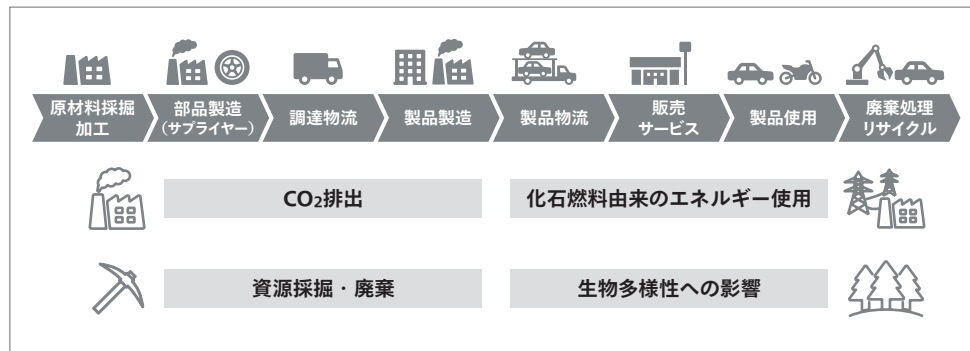 原材料採掘
加工
部品製造
（サプライヤー）
調達物流
製品製造
製品物流
販売
サービス
製品使用
廃棄処理
リサイクル
CO₂排出
化石燃料由来のエネルギー使用
資源採掘・廃棄
生物多様性への影響